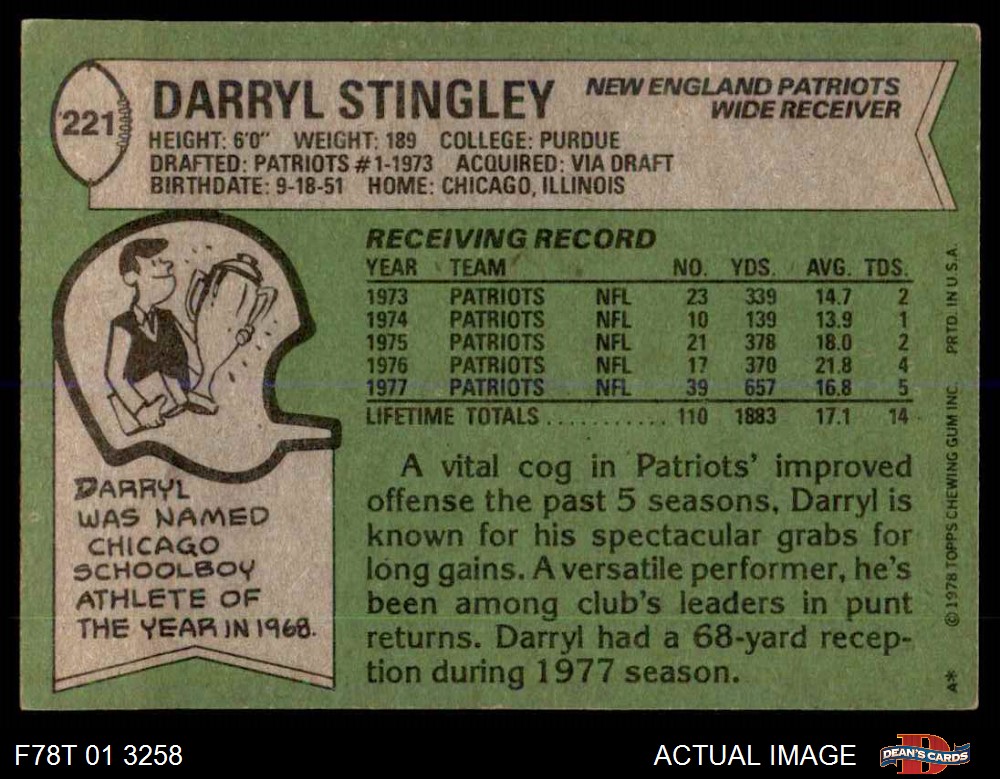 221
DARRYL STINGLEY
NEW ENGLAND PATRIOTS
WIDE RECEIVER
HEIGHT: 6'0" WEIGHT: 189 COLLEGE: PURDUE
DRAFTED: PATRIOTS #1-1973 ACQUIRED: VIA DRAFT
BIRTHDATE: 9-18-51 HOME: CHICAGO, ILLINOIS
RECEIVING RECORD
YEAR TEAM NO. YDS. AVG. TDS.
1973 PATRIOTS NFL 23 339 14.7 2
1974 PATRIOTS NFL 10 139 13.9 1
1975 PATRIOTS NFL 21 378 18.0 2
1976 PATRIOTS NFL 17 370 21.8 4
1977 PATRIOTS NFL 39 657 16.8 5
LIFETIME TOTALS........... 110 1883 17.1 14
DARRYL
WAS NAMED
CHICAGO
SCHOOLBOY
ATHLETE OF
THE YEAR IN 1968.
A vital cog in Patriots' improved
offense the past 5 seasons, Darryl is
known for his spectacular grabs for
long gains. A versatile performer, he's
been among club's leaders in punt
returns. Darryl had a 68-yard recep-
tion during 1977 season.
A* ©1978 TOPPS CHEWING GUM INC. PRTD. IN U.S.A.
F78T 01 3258
ACTUAL IMAGE
DEAN'S CARDS